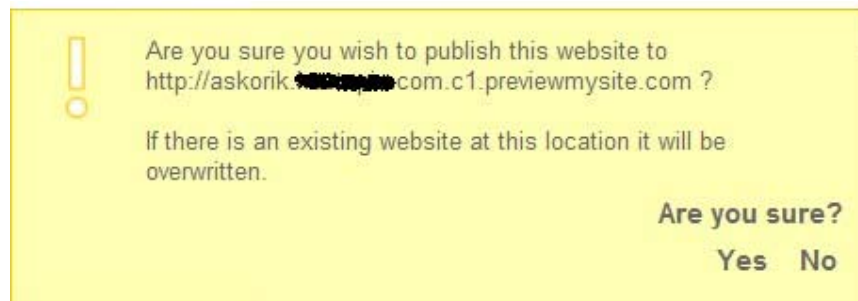 Are you sure you wish to publish this website to
http://askorik. com.c1.previewmysite.com ?
If there is an existing website at this location it will be
overwritten.
Are you sure?
Yes No